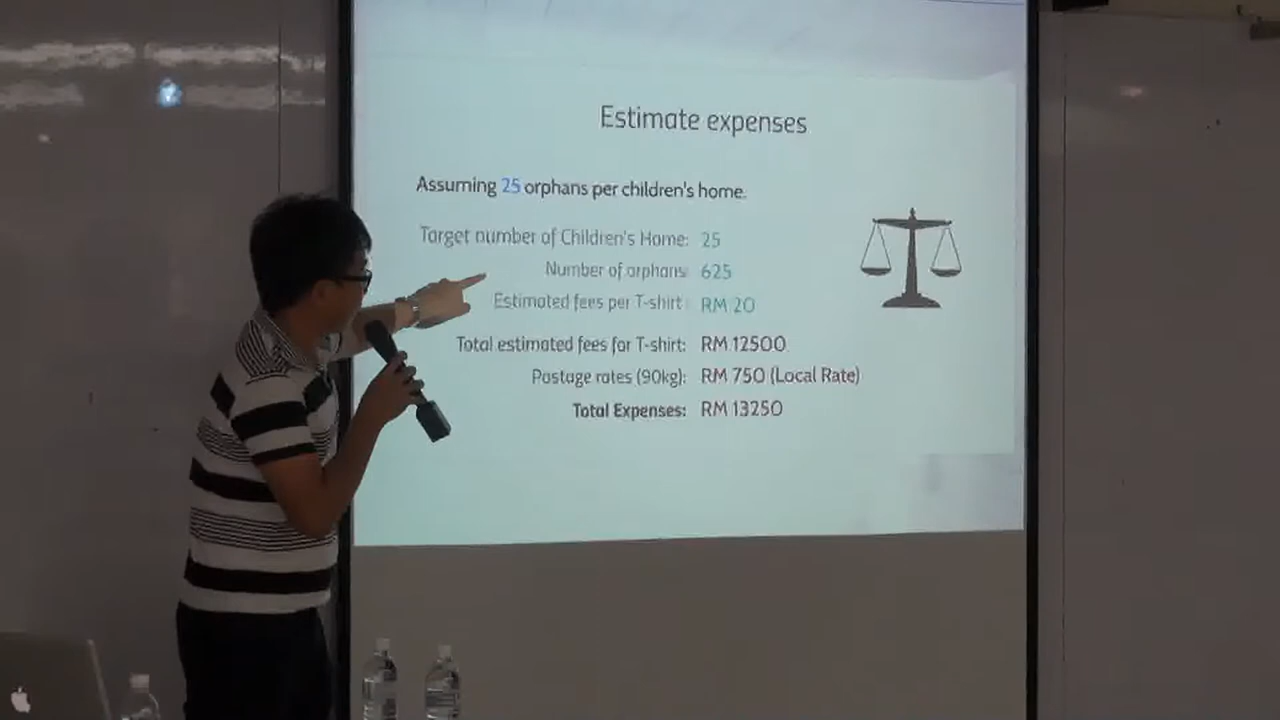 Estimate expenses
Assuming 25 orphans per children's home.
Target number of Children's Home: 25
Number of orphans: 625
Estimated fees per T-shirt : RM 20
Total estimated fees for T-shirt: RM 12500
Postage rates (90kg): RM 750 (Local Rate)
Total Expenses: RM 13250